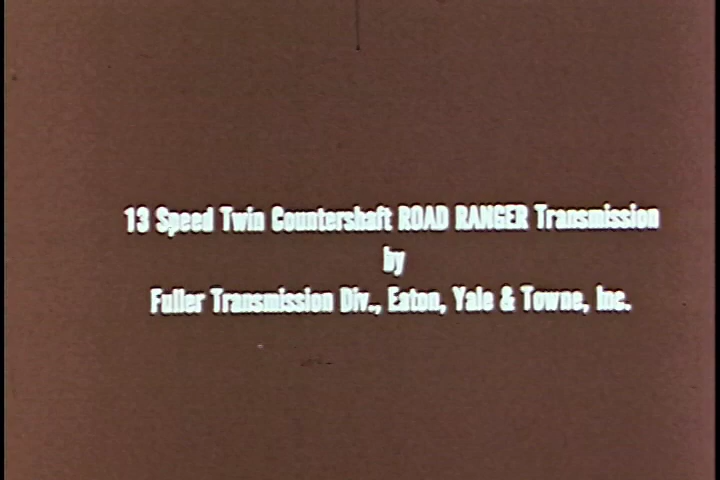 13 Speed Twin Countershaft ROAD RANGER Transmission
by
Fuller Transmission Div., Eaton, Yale & Towne, Inc.